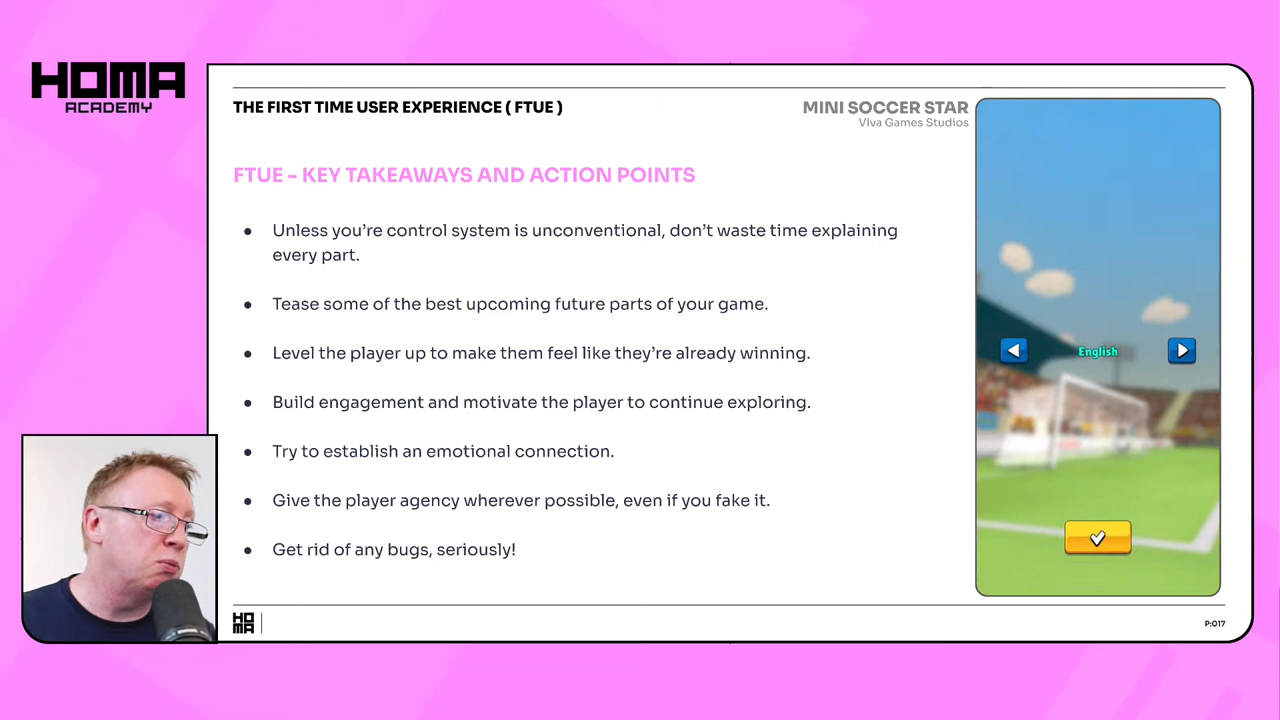 HOMA
ACADEMY
THE FIRST TIME USER EXPERIENCE ( FTUE )
MINI SOCCER STAR
VIva Games Studios
FTUE - KEY TAKEAWAYS AND ACTION POINTS
● Unless you're control system is unconventional, don't waste time explaining
every part.
● Tease some of the best upcoming future parts of your game.
● Level the player up to make them feel like they're already winning.
● Build engagement and motivate the player to continue exploring.
● Try to establish an emotional connection.
● Give the player agency wherever possible, even if you fake it.
● Get rid of any bugs, seriously!
English
HO
MA
P:017